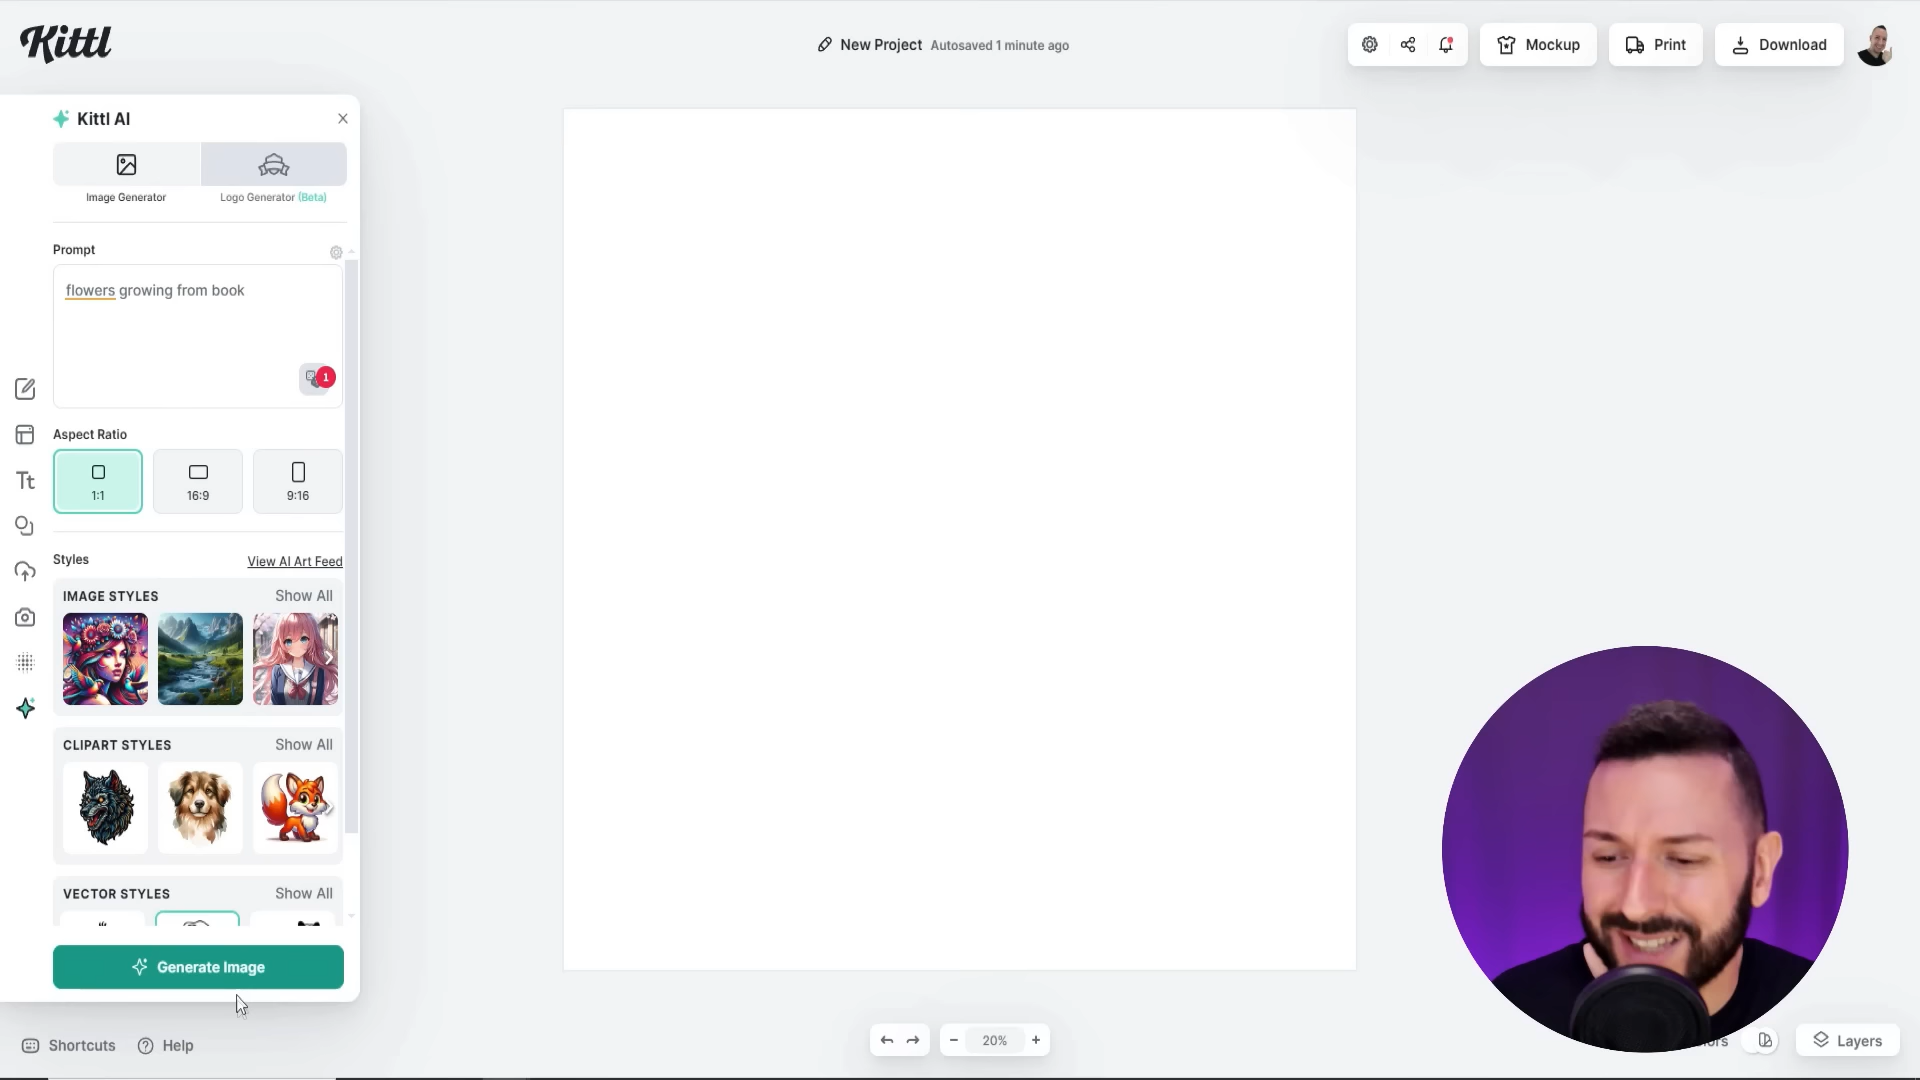 Kittl
New Project Autosaved 1 minute ago
Mockup
Print
Download
Kittl AI
Image Generator
Logo Generator (Beta)
Prompt
flowers growing from book
1
Aspect Ratio
1:1
16:9
9:16
Tt
Styles
View AI Art Feed
IMAGE STYLES
Show All
CLIPART STYLES
Show All
VECTOR STYLES
Show All
Generate Image
Shortcuts
Help
20%
Layers